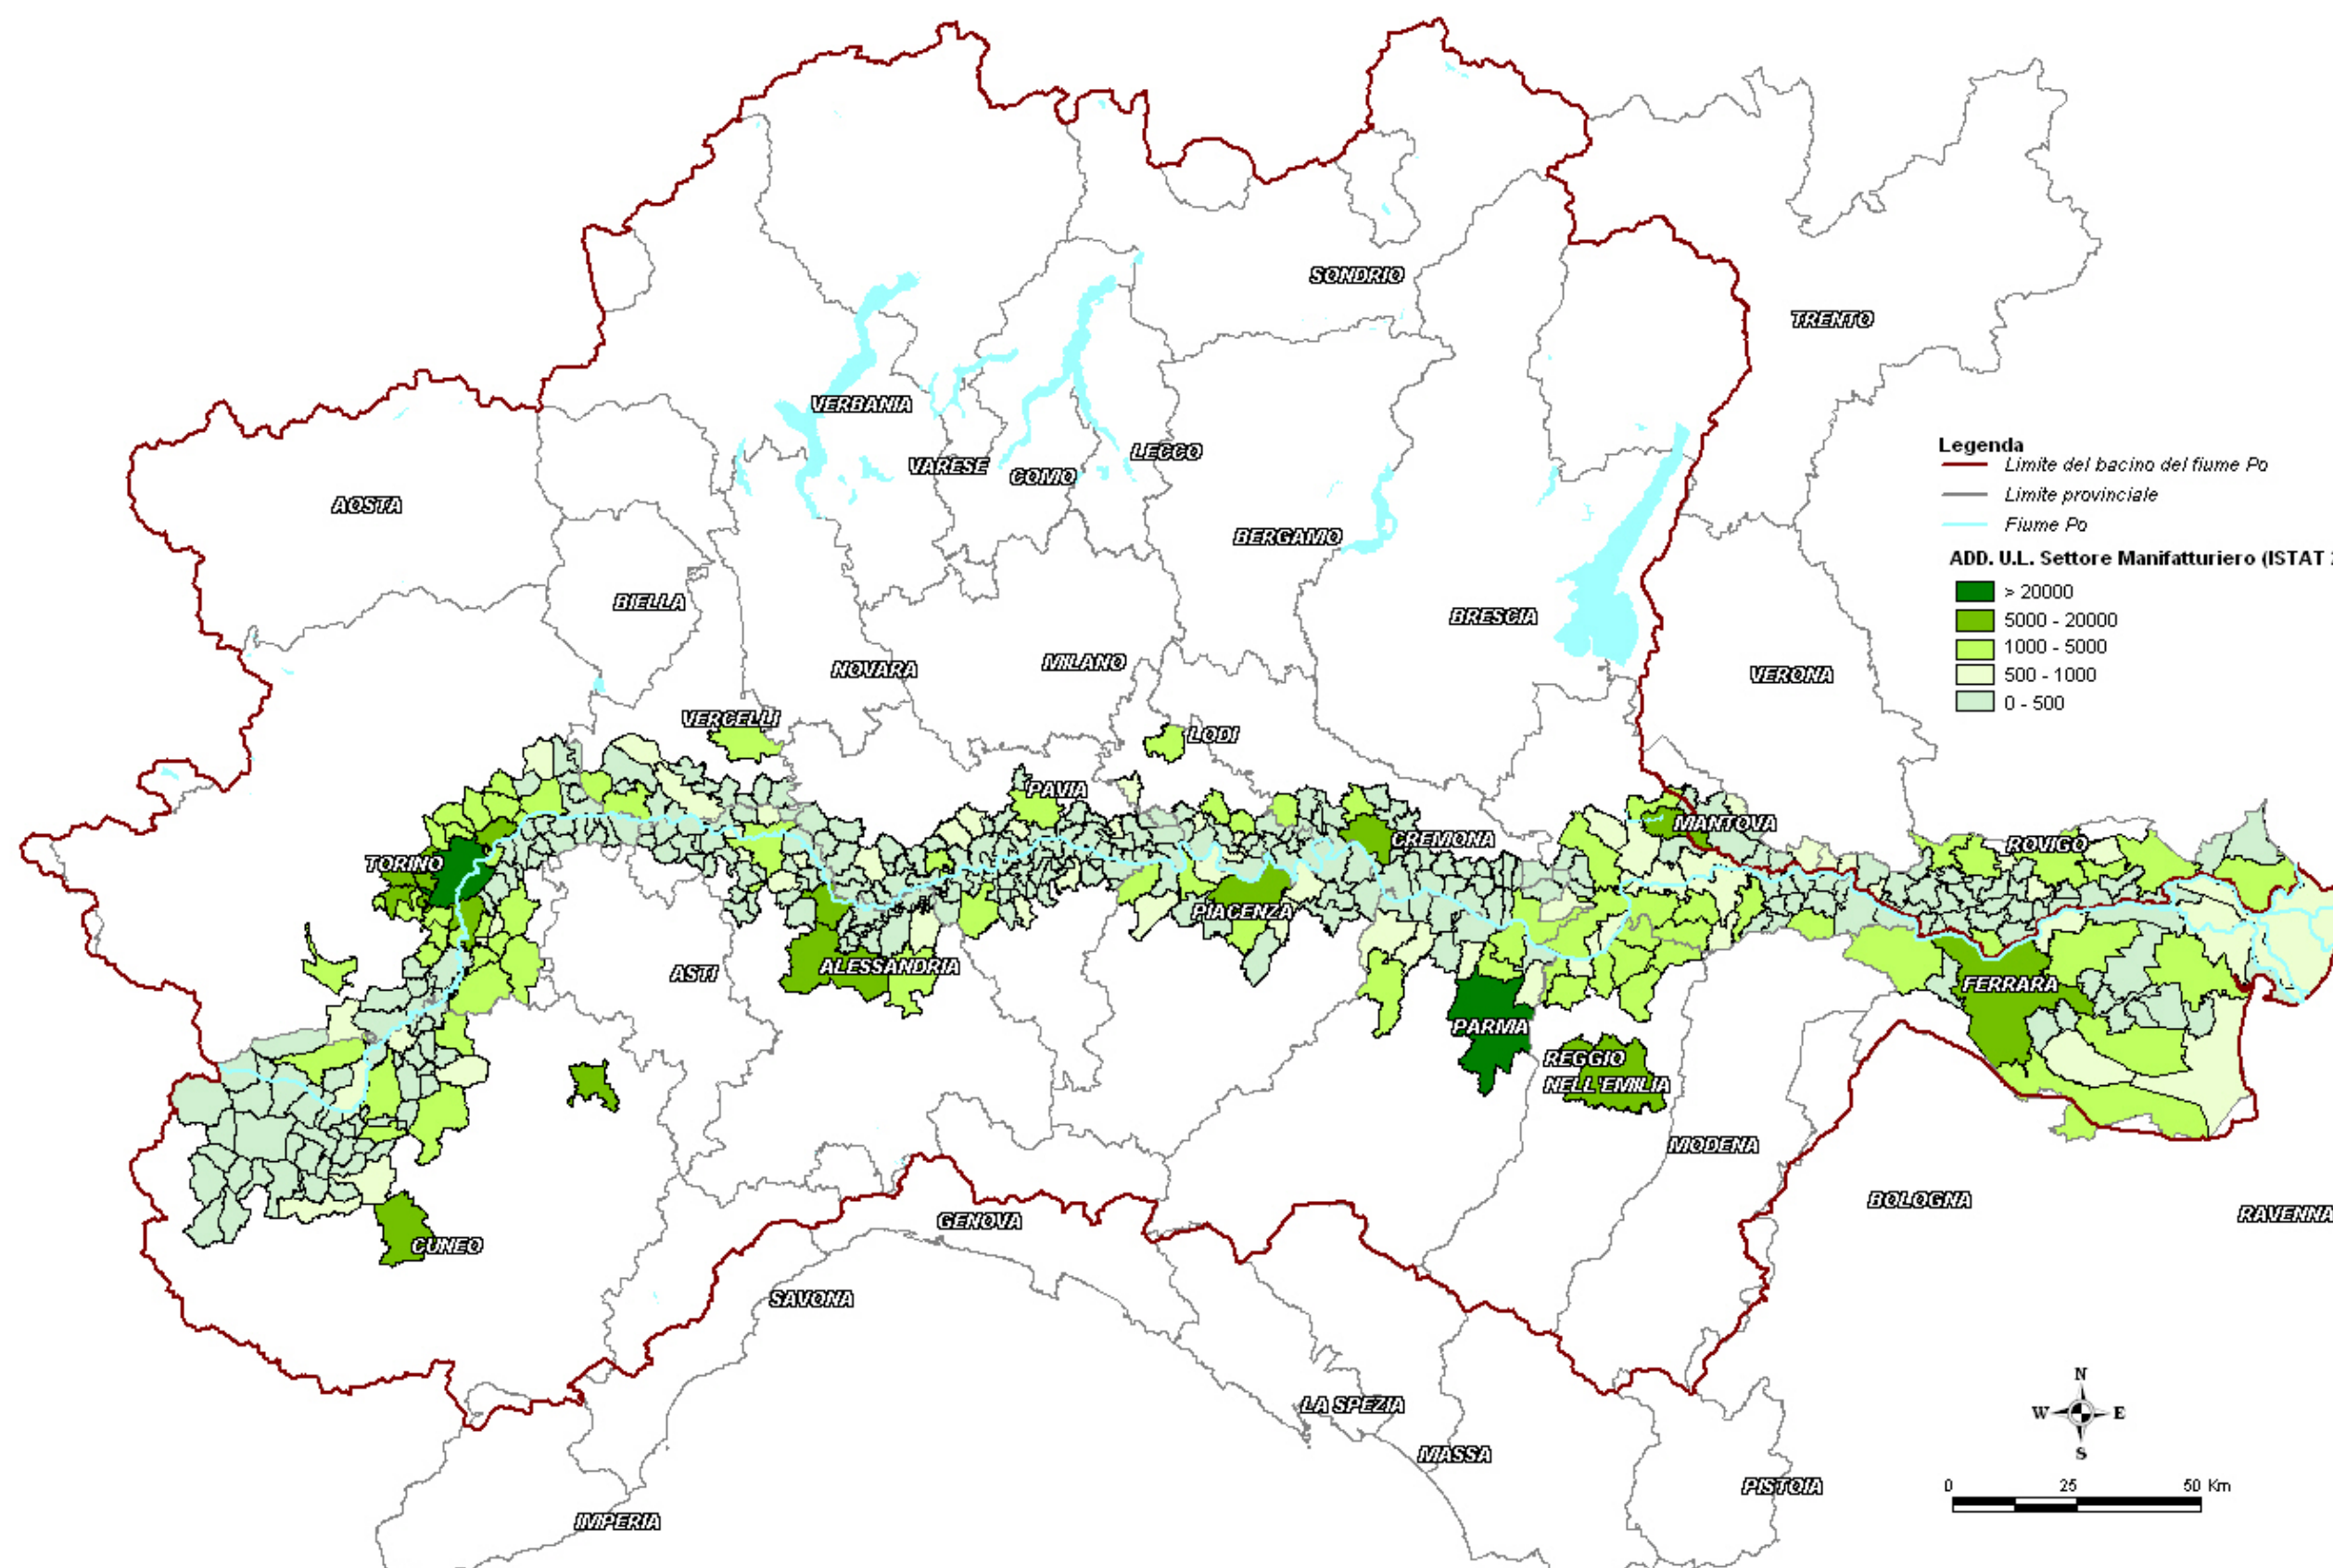 SONDRIO
TRENTO
VERBANIA
VARESE
COMO
LECCO
AOSTA
BERGAMO
BIELLA
BRESCIA
NOVARA
MILANO
VERONA
Legenda
Limite del bacino del fiume Po
Limite provinciale
Fiume Po
ADD. U.L. Settore Manifatturiero (ISTAT
> 20000
5000 - 20000
1000 - 5000
500 - 1000
0 - 500
VERCELLI
LODI
PAVIA
MANTOVA
CREMONA
ROVIGO
TORINO
PIACENZA
ASTI
ALESSANDRIA
FERRARA
PARMA
REGGIO
NELL'EMILIA
MODENA
BOLOGNA
RAVENNA
CUNEO
GENOVA
SAVONA
LA SPEZIA
MASSA
PISTOIA
IMPERIA
N
W E
S
0 25 50 Km